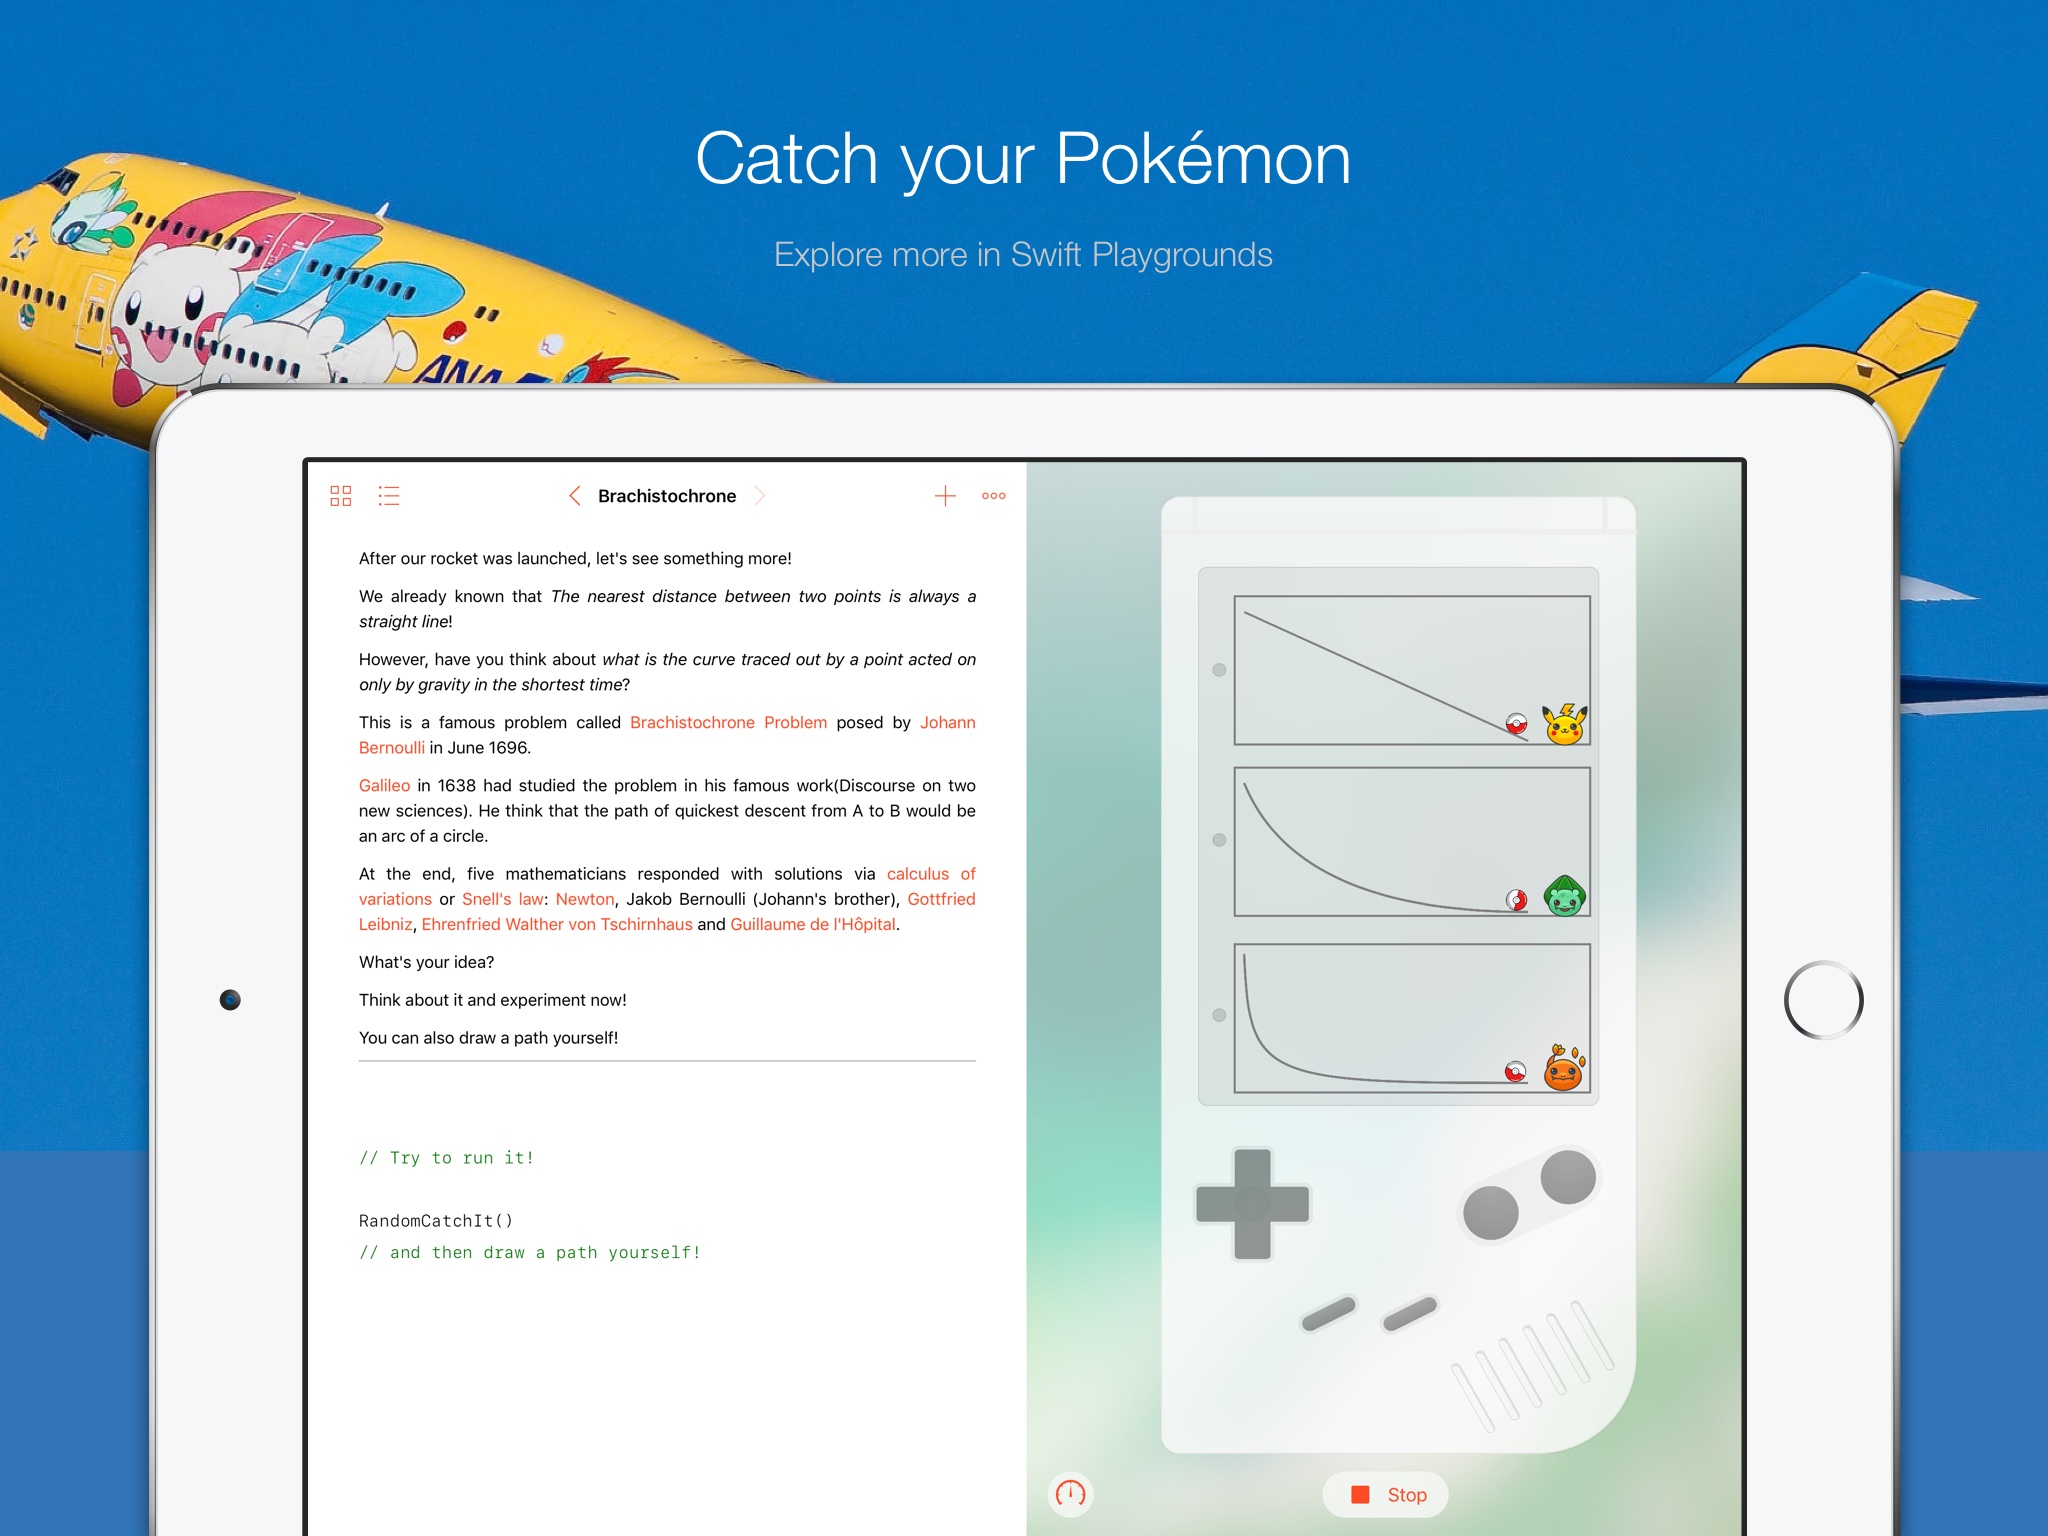 Catch your Pokémon
Explore more in Swift Playgrounds
ANA
Brachistochrone
After our rocket was launched, let's see something more!
We already known that The nearest distance between two points is always a
straight line!
However, have you think about what is the curve traced out by a point acted on
only by gravity in the shortest time?
This is a famous problem called Brachistochrone Problem posed by Johann
Bernoulli in June 1696.
Galileo in 1638 had studied the problem in his famous work(Discourse on two
new sciences). He think that the path of quickest descent from A to B would be
an arc of a circle.
At the end, five mathematicians responded with solutions via calculus of
variations or Snell's law: Newton, Jakob Bernoulli (Johann's brother), Gottfried
Leibniz, Ehrenfried Walther von Tschirnhaus and Guillaume de l'Hôpital.
What's your idea?
Think about it and experiment now!
You can also draw a path yourself!
// Try to run it!
RandomCatchIt()
// and then draw a path yourself!
Stop